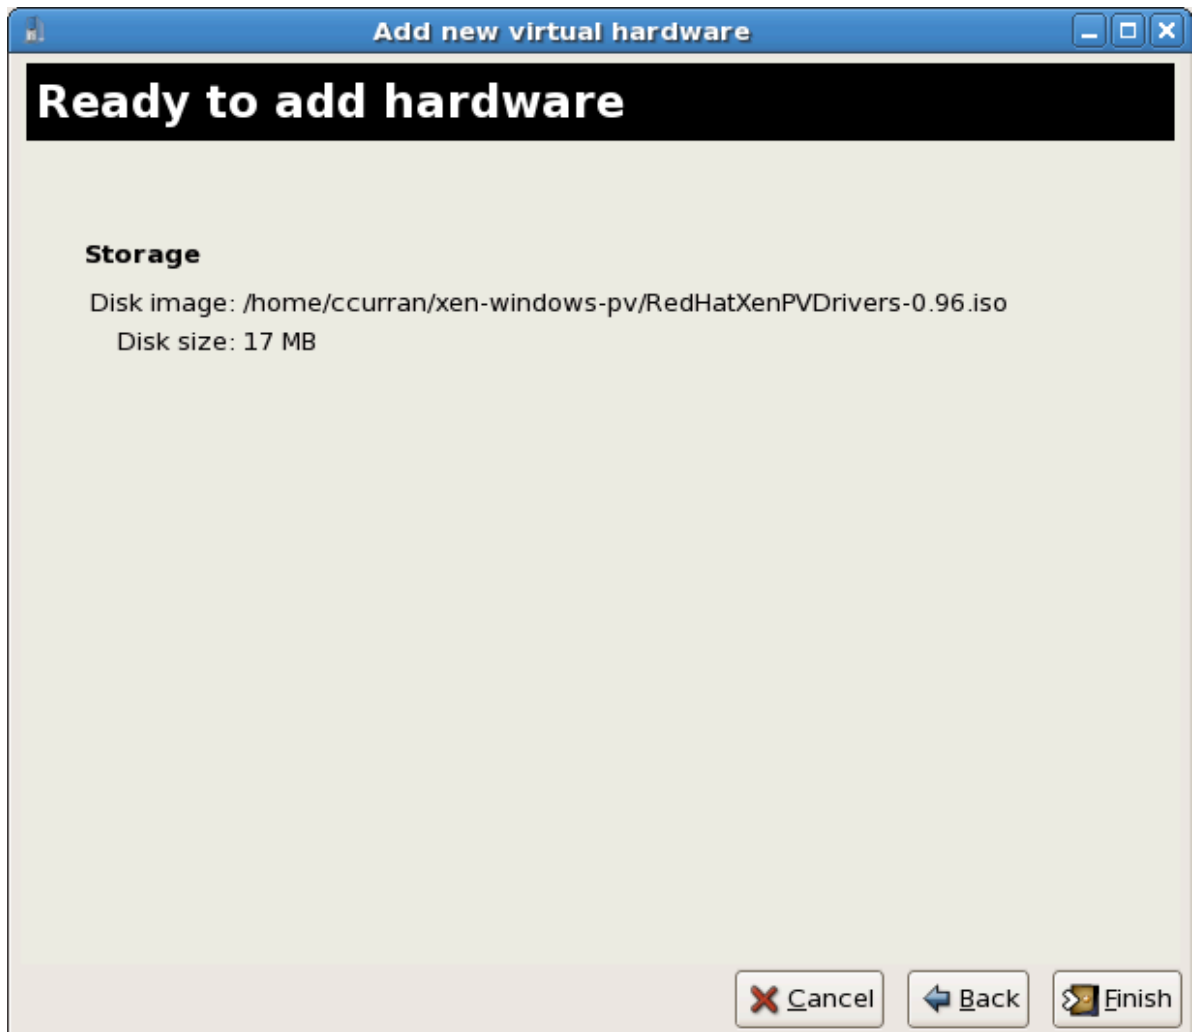 Add new virtual hardware
Ready to add hardware
Storage
Disk image: /home/ccurran/xen-windows-pv/RedHatXenPVDrivers-0.96.iso
Disk size: 17 MB
Cancel Back Finish